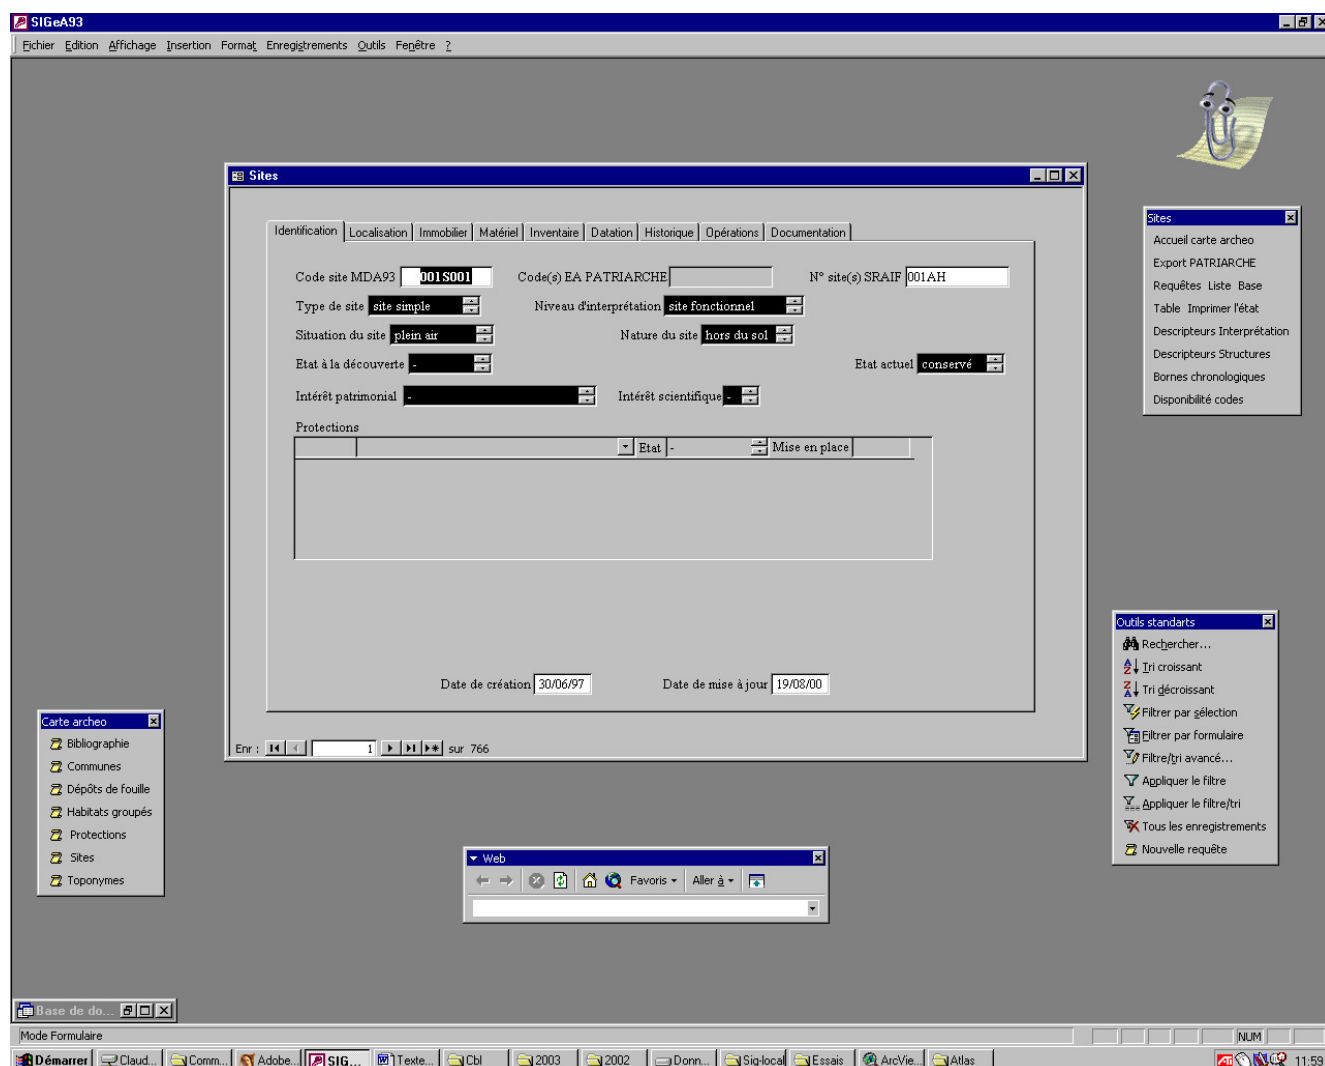 SIGeA93
Fichier Edition Affichage Insertion Format Enregistrements Outils Fenêtre ?
Sites
Identification Localisation Immobilier Matériel Inventaire Datation Historique Opérations Documentation
Code site MDA93 001S001 Code(s) EA PATRIARCHE N° site(s) SRAIF 001AH
Type de site site simple Niveau d'interprétation site fonctionnel
Situation du site plein air Nature du site hors du sol
Etat à la découverte - Etat actuel conservé
Intérêt patrimonial - Intérêt scientifique -
Protections
Etat - Mise en place
Date de création 30/06/97 Date de mise à jour 19/08/00
Enr : 1 sur 766
Sites
Accueil carte archeo
Export PATRIARCHE
Requêtes Liste Base
Table Imprimer l'état
Descripteurs Interprétation
Descripteurs Structures
Bornes chronologiques
Disponibilité codes
Outils standarts
Rechercher...
Tri croissant
Tri décroissant
Filtrer par sélection
Filtrer par formulaire
Filtre/tri avancé...
Appliquer le filtre
Appliquer le filtre/tri
Tous les enregistrements
Nouvelle requête
Carte archeo
Bibliographie
Communes
Dépôts de fouille
Habitats groupés
Protections
Sites
Toponymes
Web
Favoris Aller à
Base de do...
Mode Formulaire NUM
Démarrer Claud... Comm... Adobe... SIG... Texte... Cbl 2003 2002 Donn... Sig-local Essais ArcVie... Atlas ATI 11:59